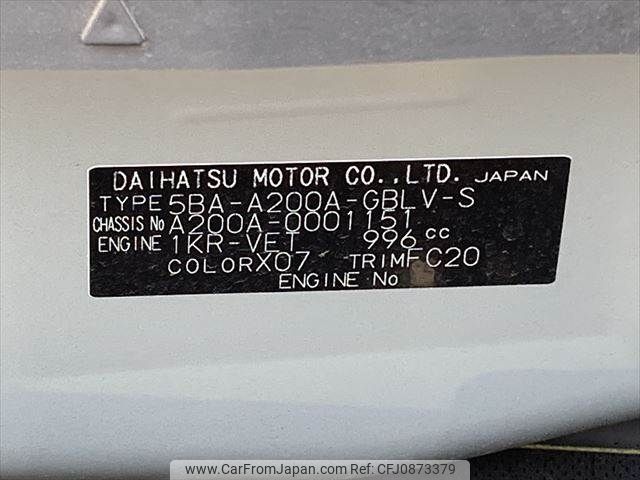 DAIHATSU MOTOR CO.,LTD. JAPAN
TYPE 5BA-A200A-GBLV-S
CHASSIS No A200A-0001151
ENGINE 1KR-VET 996 cc
COLOR X07 TRIM FC20
ENGINE No
www.CarFromJapan.com | CarID:CFJ0873379